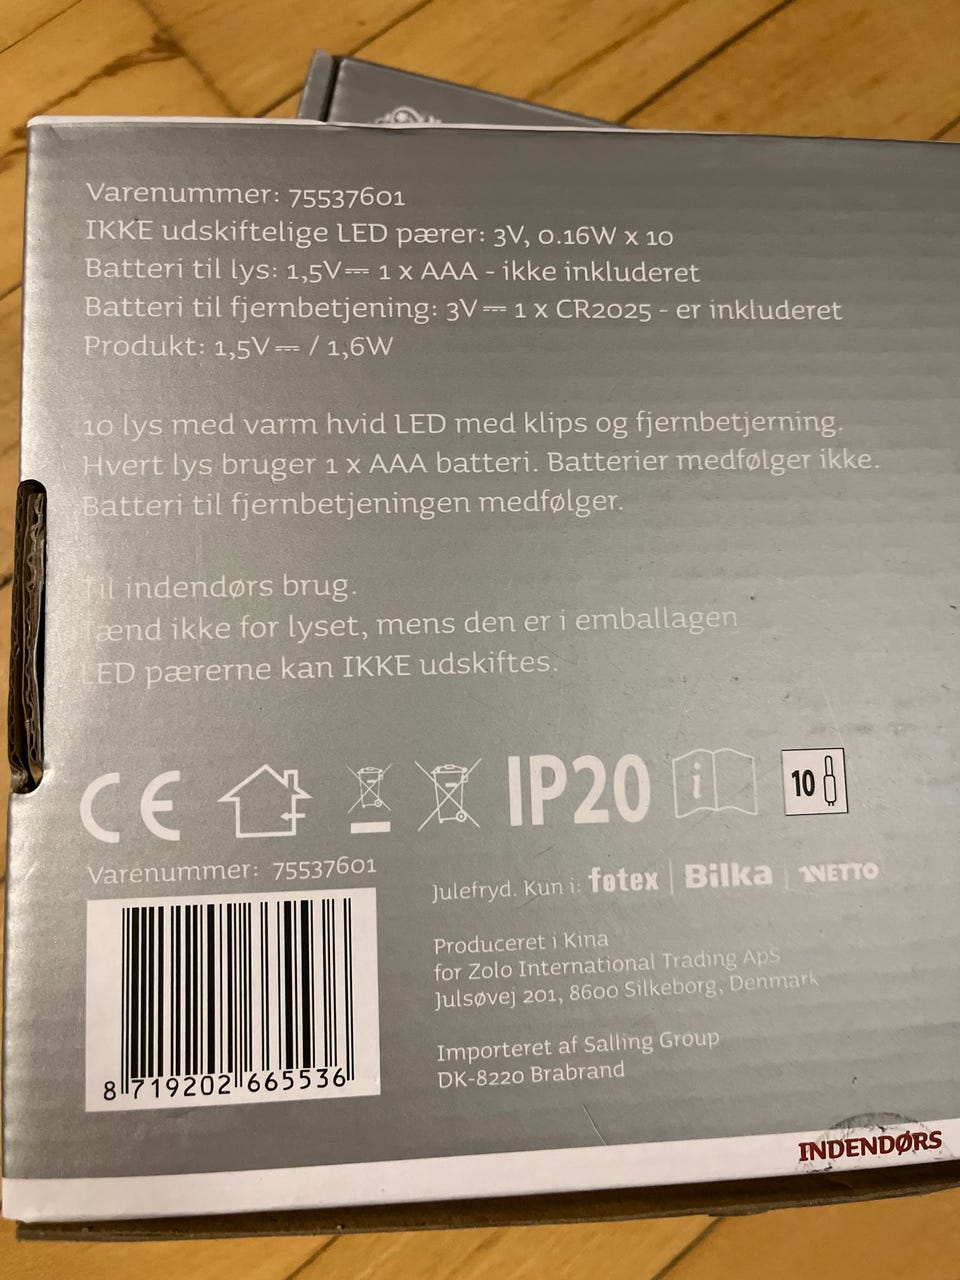 Varenummer: 75537601
IKKE udskiftelige LED pærer: 3V, 0.16W x 10
Batteri til lys: 1,5V⎓ 1 x AAA - ikke inkluderet
Batteri til fjernbetjening: 3V⎓ 1 x CR2025 - er inkluderet
Produkt: 1,5V⎓ / 1,6W
10 lys med varm hvid LED med klips og fjernbetjerning.
Hvert lys bruger 1 x AAA batteri. Batterier medfølger ikke.
Batteri til fjernbetjeningen medfølger.
Til indendørs brug.
Tænd ikke for lyset, mens den er i emballagen
LED pærerne kan IKKE udskiftes.
CE IP20 i 10
Varenummer: 75537601
8 719202 665536
Julefryd. Kun i: føtex | Bilka | NETTO
Produceret i Kina
for Zolo International Trading ApS
Julsøvej 201, 8600 Silkeborg, Denmark
Importeret af Salling Group
DK-8220 Brabrand
INDENDØRS